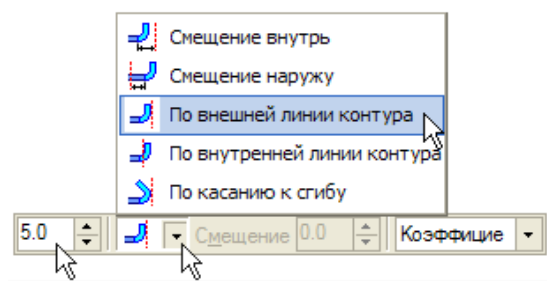 Смещение внутрь
Смещение наружу
По внешней линии контура
По внутренней линии контура
По касанию к сгибу
5.0 Смещение 0.0 Коэффицие